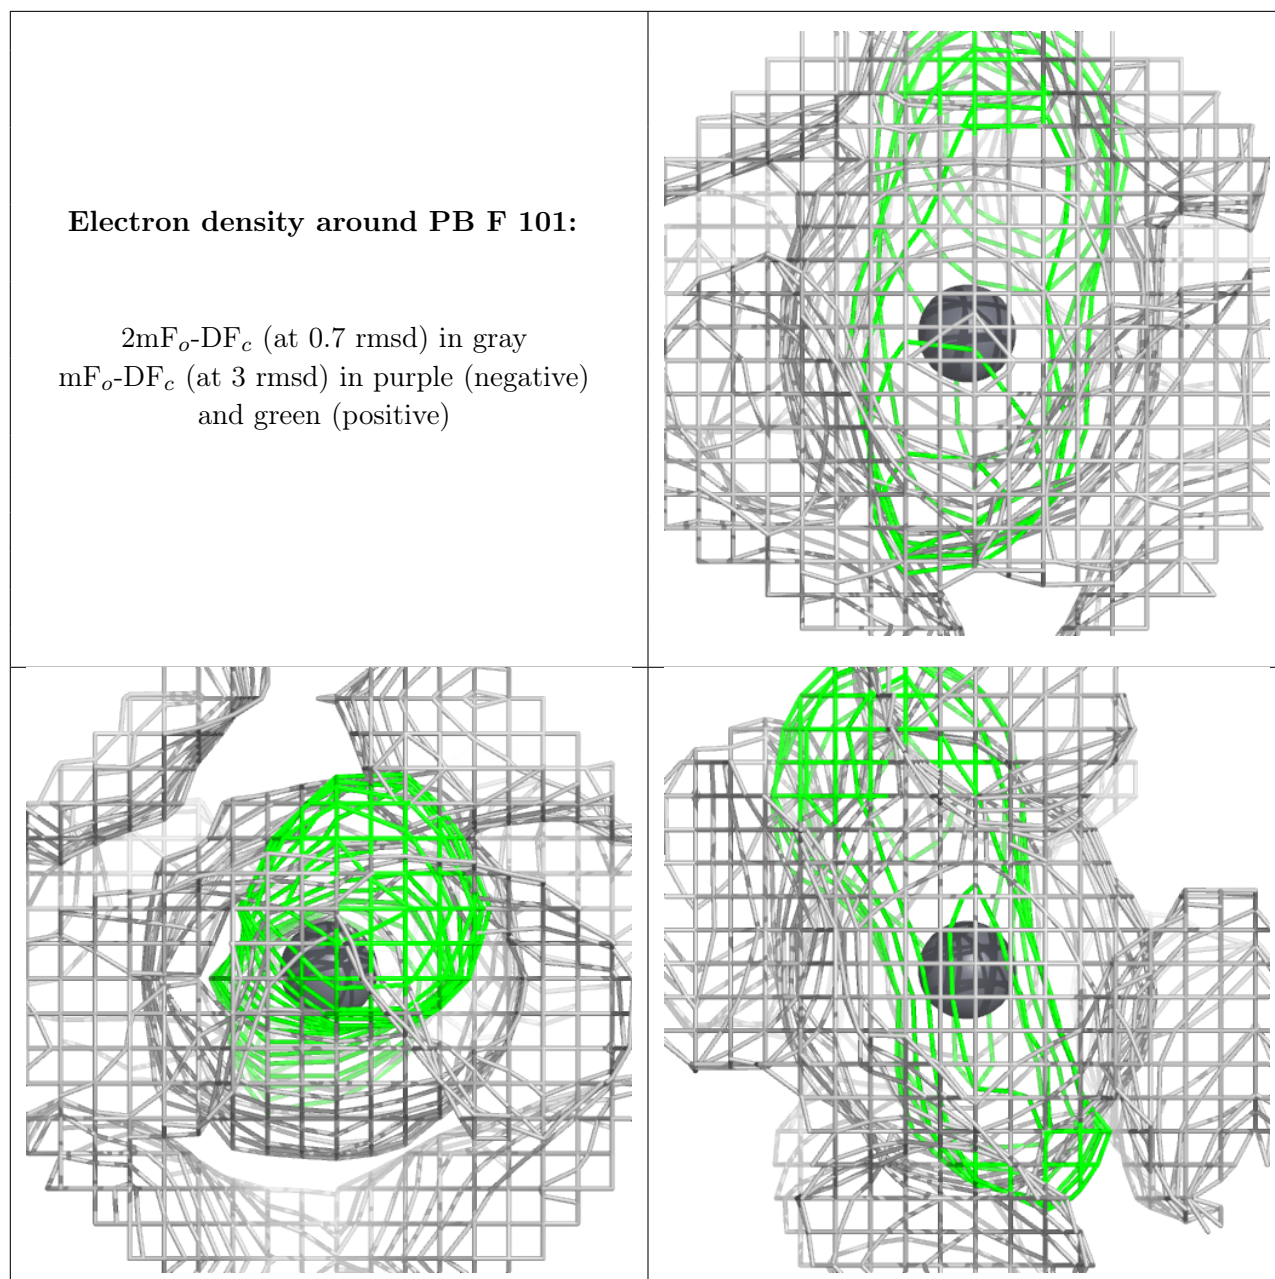 Electron density around PB F 101:
2mFₒ-DF𝑐 (at 0.7 rmsd) in gray
mFₒ-DF𝑐 (at 3 rmsd) in purple (negative)
and green (positive)